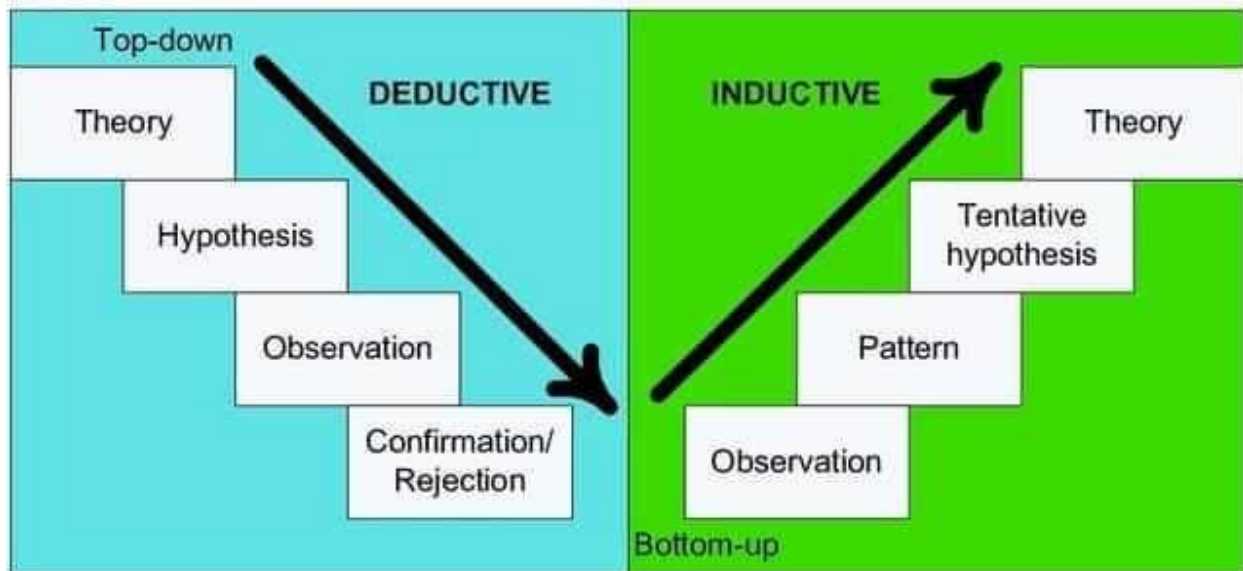 Top-down
DEDUCTIVE
Theory
Hypothesis
Observation
Confirmation/
Rejection
INDUCTIVE
Theory
Tentative
hypothesis
Pattern
Observation
Bottom-up